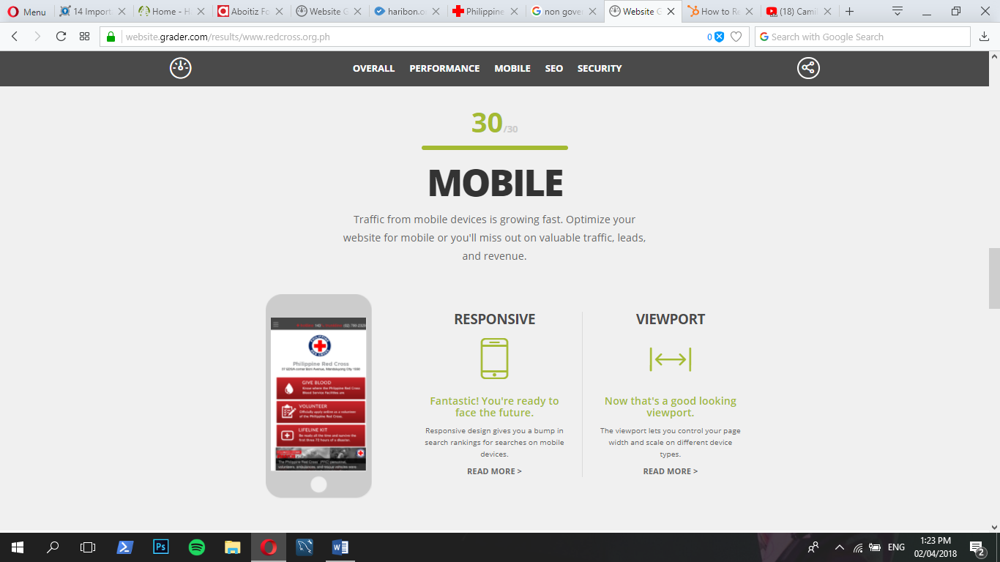 Menu
14 Import
Home - H
Aboitiz Fo
Website G
haribon.o
Philippine
non gover
Website G
How to Ra
(18) Camil
website.grader.com/results/www.redcross.org.ph
0
Search with Google Search
OVERALL PERFORMANCE MOBILE SEO SECURITY
30/30
MOBILE
Traffic from mobile devices is growing fast. Optimize your
website for mobile or you'll miss out on valuable traffic, leads,
and revenue.
PHILIPPINE RED CROSS
Philippine Red Cross
37 EDSA corner Boni Avenue, Mandaluyong City 1550
GIVE BLOOD
Know where the Philippine Red Cross
Blood Service Facilities are
VOLUNTEER
Officially apply online as a volunteer
of the Philippine Red Cross.
LIFELINE KIT
Be ready all the time and survive the
first three 72 hours of a disaster.
The Philippine Red Cross (PRC) personnel,
volunteers, ambulances, and rescue vehicles were
RESPONSIVE
Fantastic! You're ready to
face the future.
Responsive design gives you a bump in
search rankings for searches on mobile
devices.
READ MORE >
VIEWPORT
Now that's a good looking
viewport.
The viewport lets you control your page
width and scale on different device
types.
READ MORE >
Ps
ENG
1:23 PM
02/04/2018
2